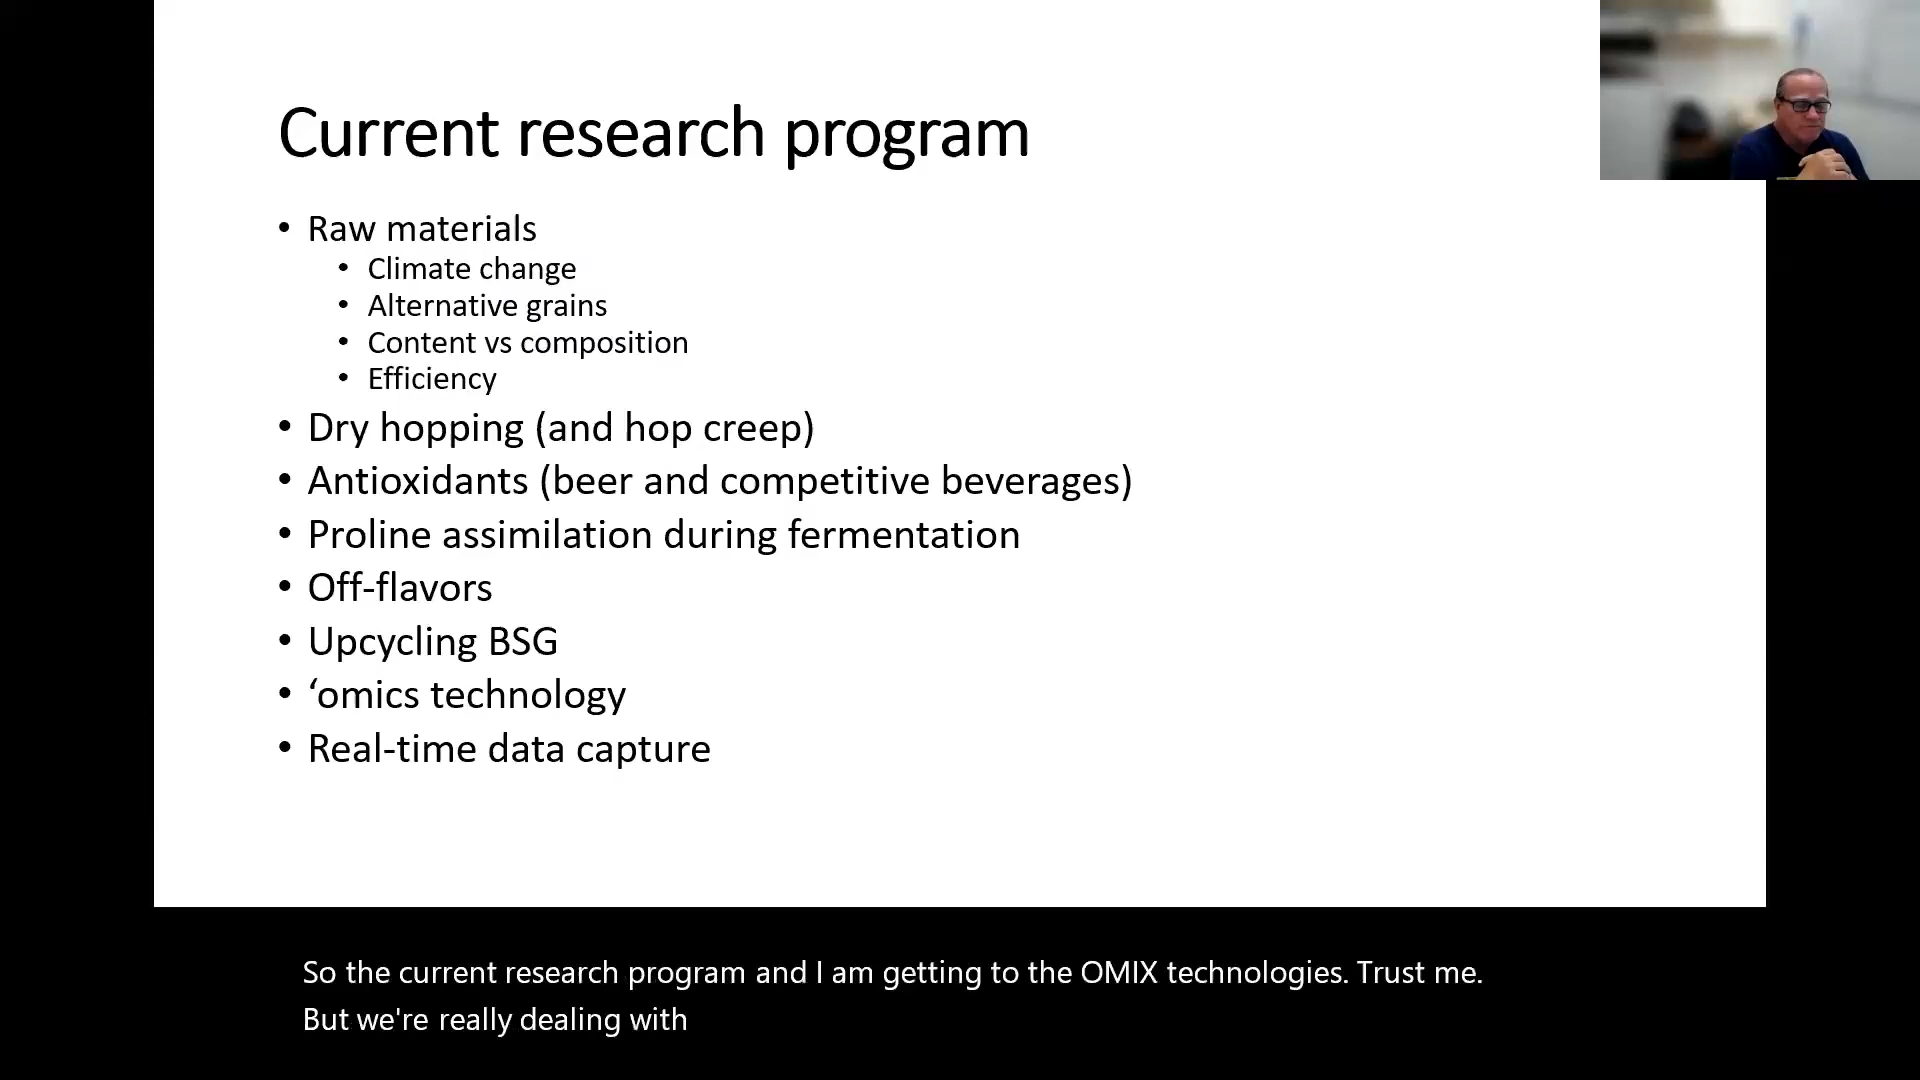 Current research program
• Raw materials
• Climate change
• Alternative grains
• Content vs composition
• Efficiency
• Dry hopping (and hop creep)
• Antioxidants (beer and competitive beverages)
• Proline assimilation during fermentation
• Off-flavors
• Upcycling BSG
• ‘omics technology
• Real-time data capture
So the current research program and I am getting to the OMIX technologies. Trust me.
But we're really dealing with